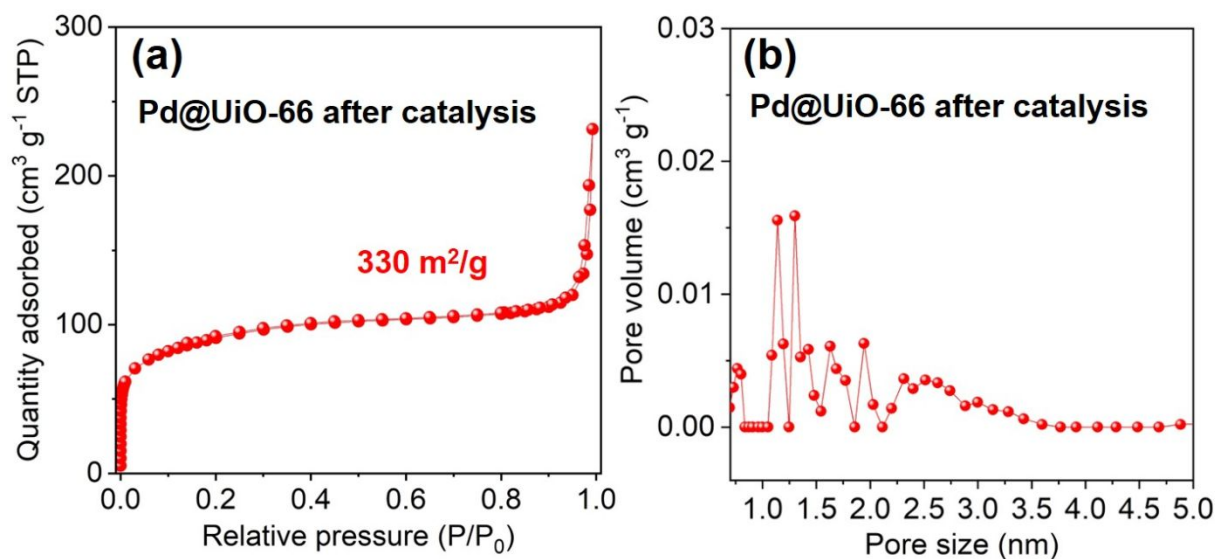 (a)
Pd@UiO-66 after catalysis
330 m²/g
Quantity adsorbed (cm³ g⁻¹ STP)
300
200
100
0
0.0 0.2 0.4 0.6 0.8 1.0
Relative pressure (P/P₀)
(b)
Pd@UiO-66 after catalysis
Pore volume (cm³ g⁻¹)
0.03
0.02
0.01
0.00
1.0 1.5 2.0 2.5 3.0 3.5 4.0 4.5 5.0
Pore size (nm)